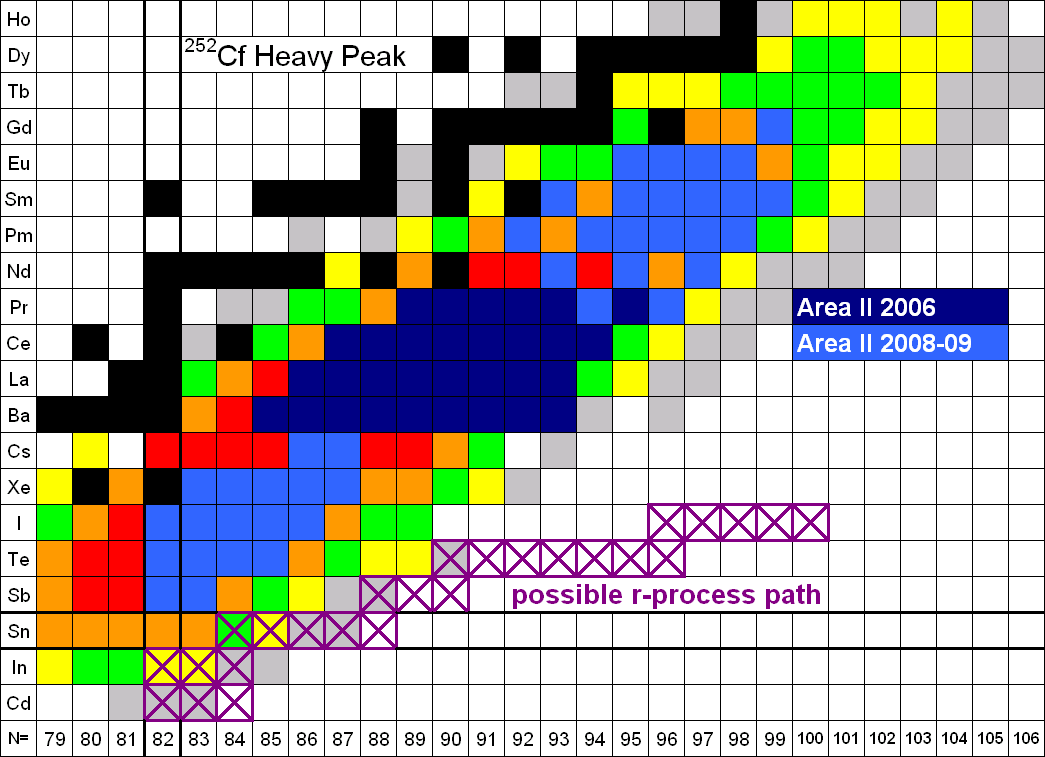 Ho
Dy
²⁵²Cf Heavy Peak
Tb
Gd
Eu
Sm
Pm
Nd
Pr
Area II 2006
Ce
Area II 2008-09
La
Ba
Cs
Xe
I
Te
Sb
possible r-process path
Sn
In
Cd
N= 79 80 81 82 83 84 85 86 87 88 89 90 91 92 93 94 95 96 97 98 99 100 101 102 103 104 105 106